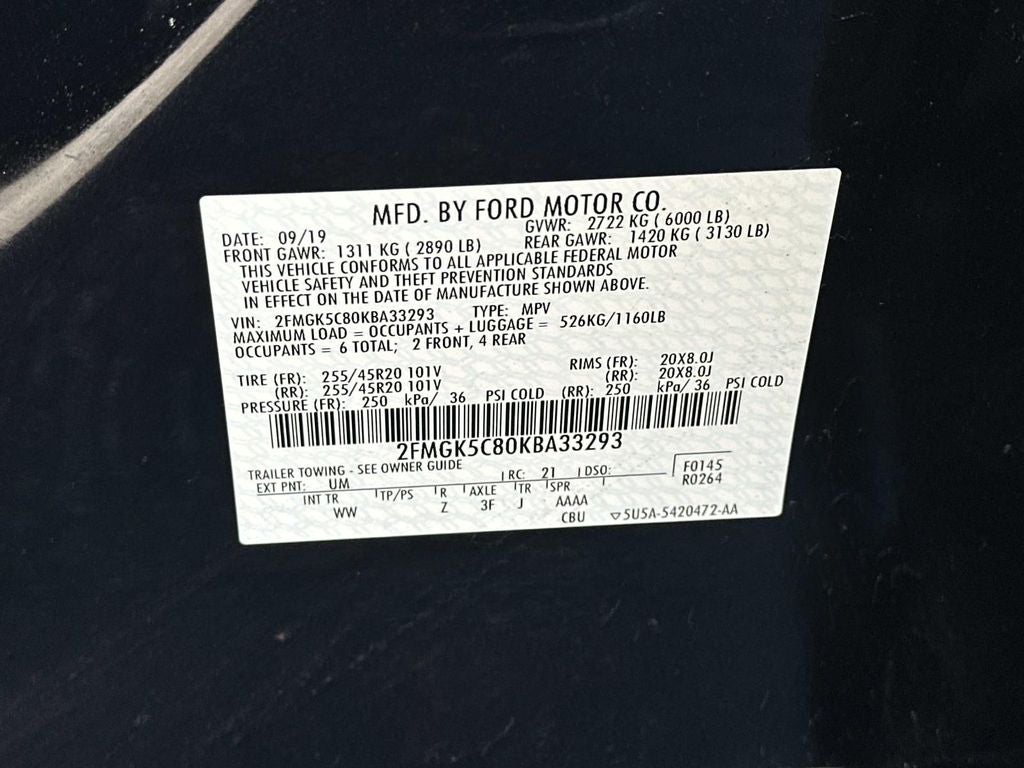 MFD. BY FORD MOTOR CO.
DATE: 09/19 GVWR: 2722 KG ( 6000 LB)
FRONT GAWR: 1311 KG ( 2890 LB) REAR GAWR: 1420 KG ( 3130 LB)
THIS VEHICLE CONFORMS TO ALL APPLICABLE FEDERAL MOTOR
VEHICLE SAFETY AND THEFT PREVENTION STANDARDS
IN EFFECT ON THE DATE OF MANUFACTURE SHOWN ABOVE.
VIN: 2FMGK5C80KBA33293 TYPE: MPV
MAXIMUM LOAD = OCCUPANTS + LUGGAGE = 526KG/1160LB
OCCUPANTS = 6 TOTAL; 2 FRONT, 4 REAR
TIRE (FR): 255/45R20 101V RIMS (FR): 20X8.0J
(RR): 255/45R20 101V (RR): 20X8.0J
PRESSURE (FR): 250 kPa/ 36 PSI COLD (RR): 250 kPa/ 36 PSI COLD
2FMGK5C80KBA33293
TRAILER TOWING - SEE OWNER GUIDE
EXT PNT: UM RC: 21 DSO: F0145
R0264
INT TR TP/PS R AXLE TR SPR
WW Z 3F J AAAA
CBU ▽5U5A-5420472-AA